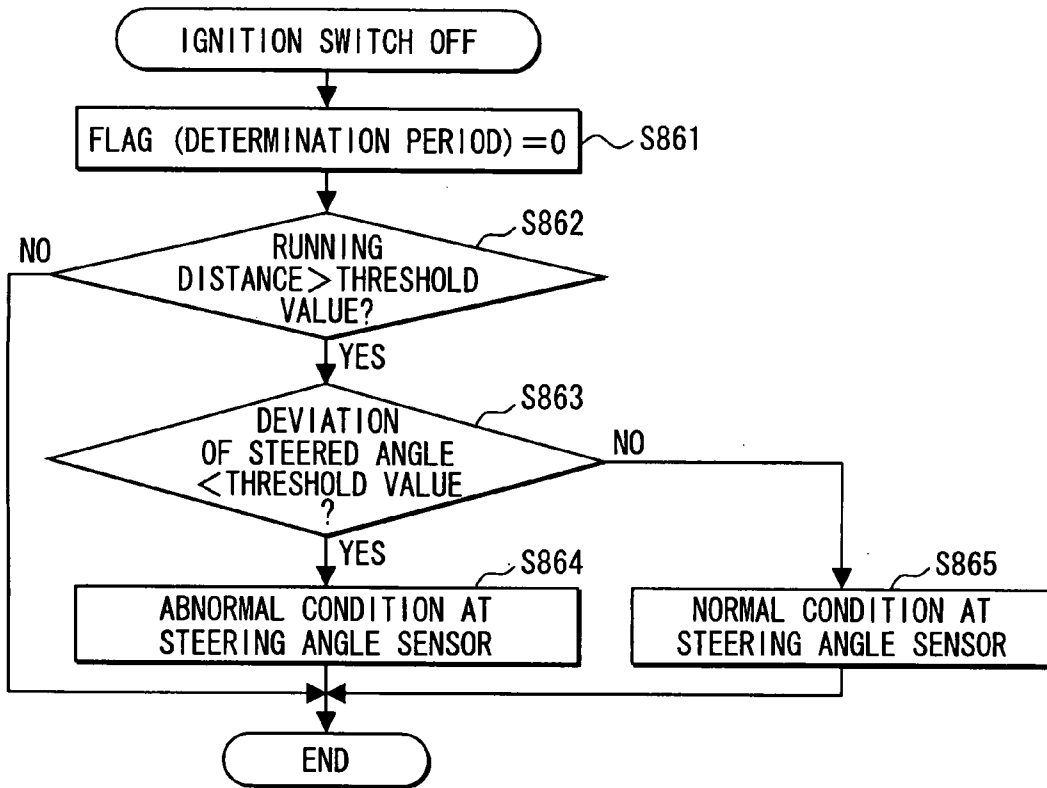 IGNITION SWITCH OFF
FLAG (DETERMINATION PERIOD)=0
S861
S862
NO
RUNNING
DISTANCE>THRESHOLD
VALUE?
YES
S863
DEVIATION
OF STEERED ANGLE
<THRESHOLD VALUE
?
NO
YES
S864
ABNORMAL CONDITION AT
STEERING ANGLE SENSOR
S865
NORMAL CONDITION AT
STEERING ANGLE SENSOR
END